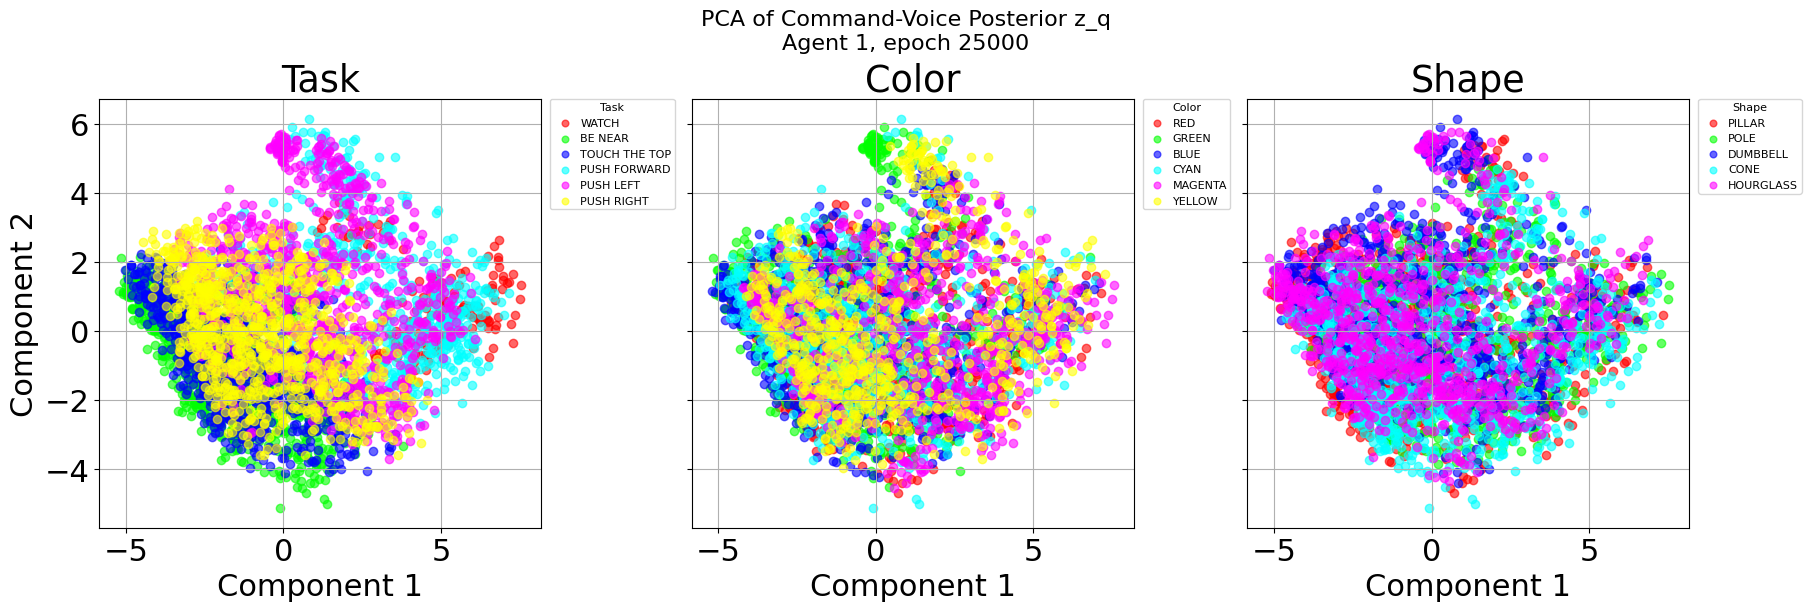 PCA of Command-Voice Posterior z_q
Agent 1, epoch 25000
Task
Component 2
6
4
2
0
−2
−4
−5
0
5
Component 1
Task
WATCH
BE NEAR
TOUCH THE TOP
PUSH FORWARD
PUSH LEFT
PUSH RIGHT
Color
−5
0
5
Component 1
Color
RED
GREEN
BLUE
CYAN
MAGENTA
YELLOW
Shape
−5
0
5
Component 1
Shape
PILLAR
POLE
DUMBBELL
CONE
HOURGLASS